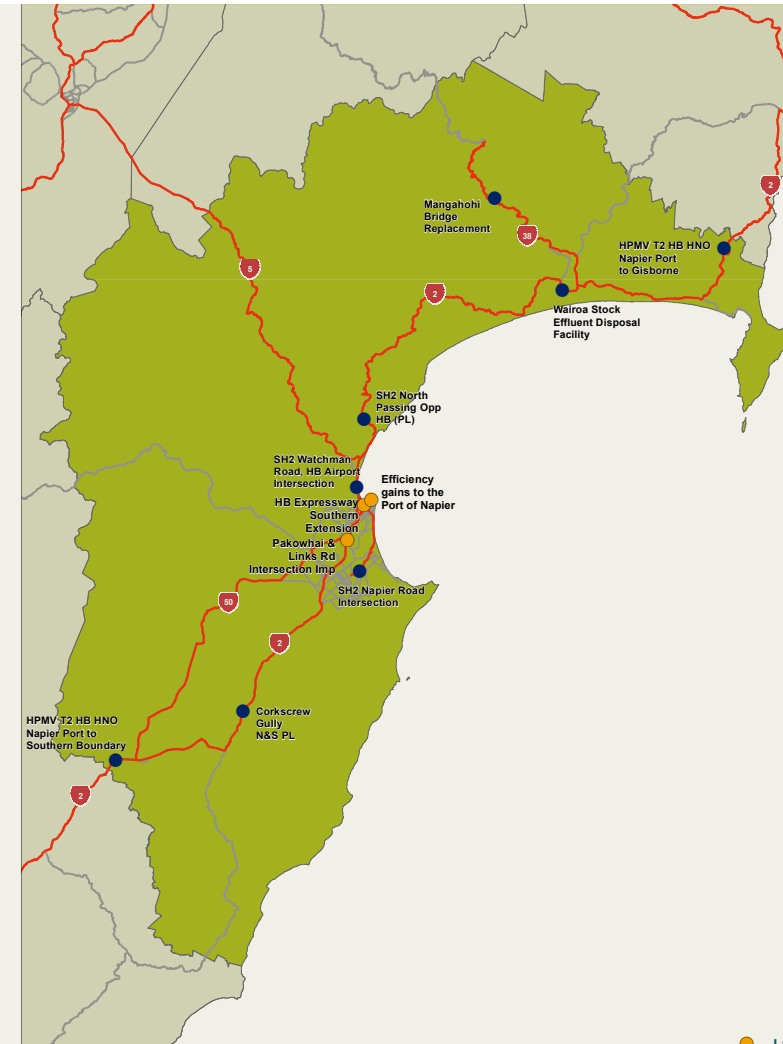 2
Mangahohi
Bridge
Replacement
38
HPMV T2 HB HNO
Napier Port
to Gisborne
5
2
Wairoa Stock
Effluent Disposal
Facility
SH2 North
Passing Opp
HB (PL)
SH2 Watchman
Road, HB Airport
Intersection
Efficiency
gains to the
Port of Napier
HB Expressway
Southern
Extension
Pakowhai &
Links Rd
Intersection Imp
SH2 Napier Road
Intersection
50
2
Corkscrew
Gully
N&S PL
HPMV T2 HB HNO
Napier Port to
Southern Boundary
2